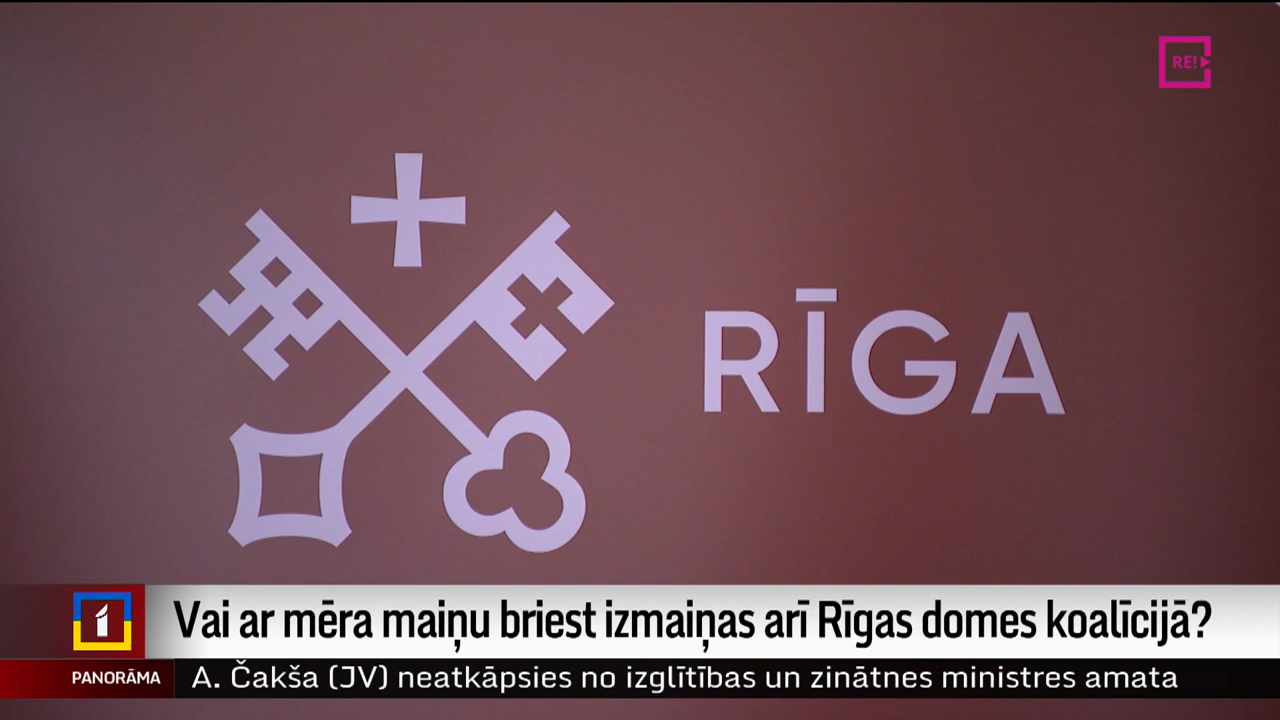 RE!
RĪGA
1
Vai ar mēra maiņu briest izmaiņas arī Rīgas domes koalīcijā?
PANORĀMA
A. Čakša (JV) neatkāpsies no izglītības un zinātnes ministres amata